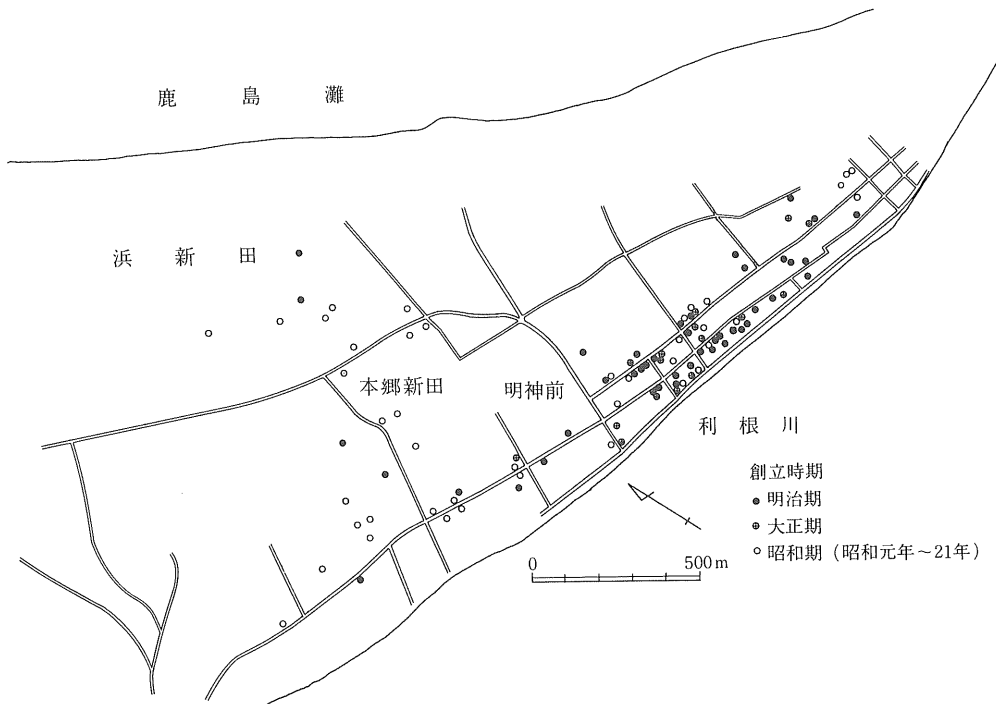 鹿島灘
浜新田
本郷新田
明神前
利根川
創立時期
明治期
大正期
昭和期（昭和元年～21年）
0 500m